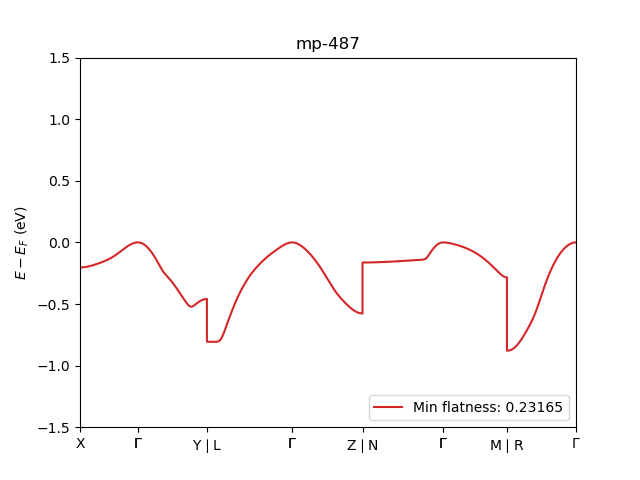 mp-487
1.5
1.0
0.5
0.0
−0.5
−1.0
−1.5
E − E_F (eV)
X Γ Y | L Γ Z | N Γ M | R Γ
Min flatness: 0.23165